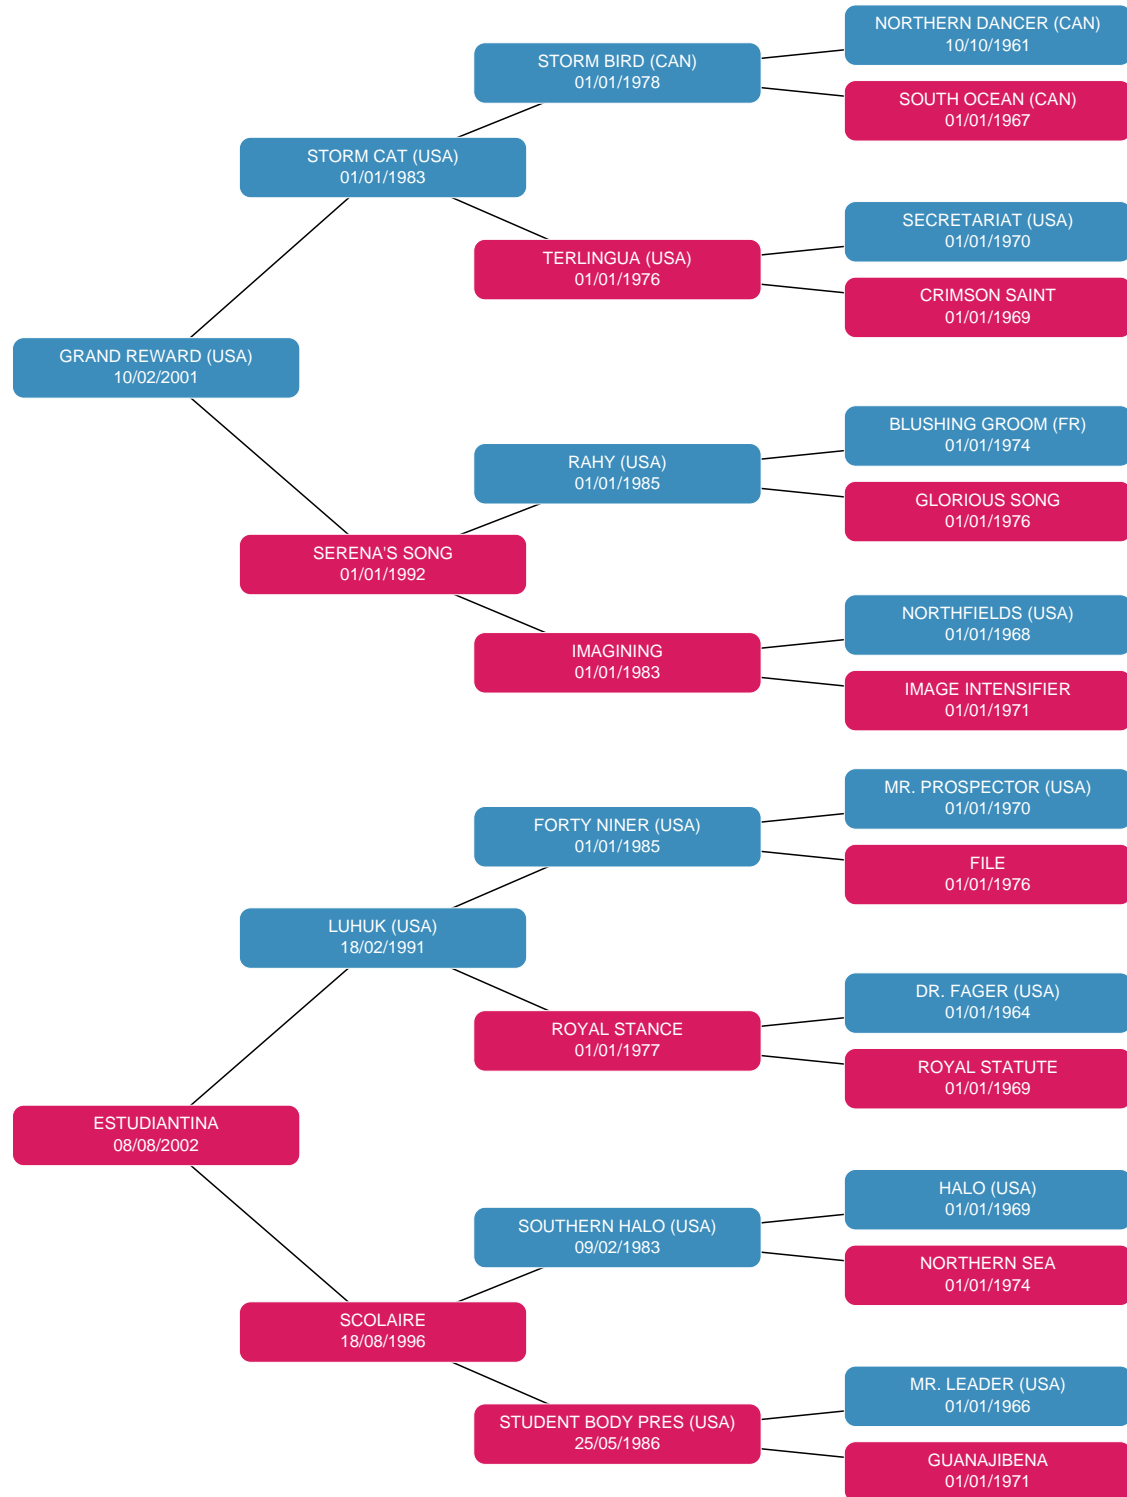 NORTHERN DANCER (CAN)
10/10/1961
STORM BIRD (CAN)
01/01/1978
SOUTH OCEAN (CAN)
01/01/1967
STORM CAT (USA)
01/01/1983
SECRETARIAT (USA)
01/01/1970
TERLINGUA (USA)
01/01/1976
CRIMSON SAINT
01/01/1969
GRAND REWARD (USA)
10/02/2001
BLUSHING GROOM (FR)
01/01/1974
RAHY (USA)
01/01/1985
GLORIOUS SONG
01/01/1976
SERENA'S SONG
01/01/1992
NORTHFIELDS (USA)
01/01/1968
IMAGINING
01/01/1983
IMAGE INTENSIFIER
01/01/1971
MR. PROSPECTOR (USA)
01/01/1970
FORTY NINER (USA)
01/01/1985
FILE
01/01/1976
LUHUK (USA)
18/02/1991
DR. FAGER (USA)
01/01/1964
ROYAL STANCE
01/01/1977
ROYAL STATUTE
01/01/1969
ESTUDIANTINA
08/08/2002
HALO (USA)
01/01/1969
SOUTHERN HALO (USA)
09/02/1983
NORTHERN SEA
01/01/1974
SCOLAIRE
18/08/1996
MR. LEADER (USA)
01/01/1966
STUDENT BODY PRES (USA)
25/05/1986
GUANAJIBENA
01/01/1971